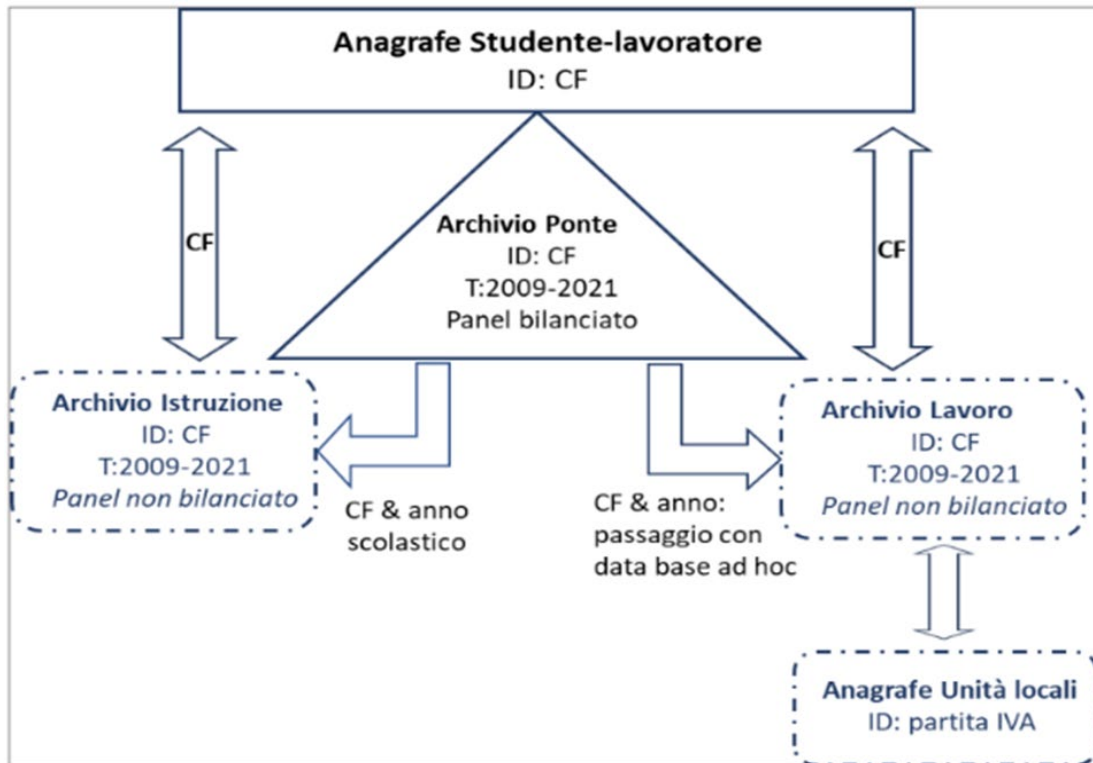 Anagrafe Studente-lavoratore
ID: CF
CF
Archivio Ponte
ID: CF
T:2009-2021
Panel bilanciato
CF
Archivio Istruzione
ID: CF
T:2009-2021
Panel non bilanciato
CF & anno
scolastico
CF & anno:
passaggio con
data base ad hoc
Archivio Lavoro
ID: CF
T:2009-2021
Panel non bilanciato
Anagrafe Unità locali
ID: partita IVA